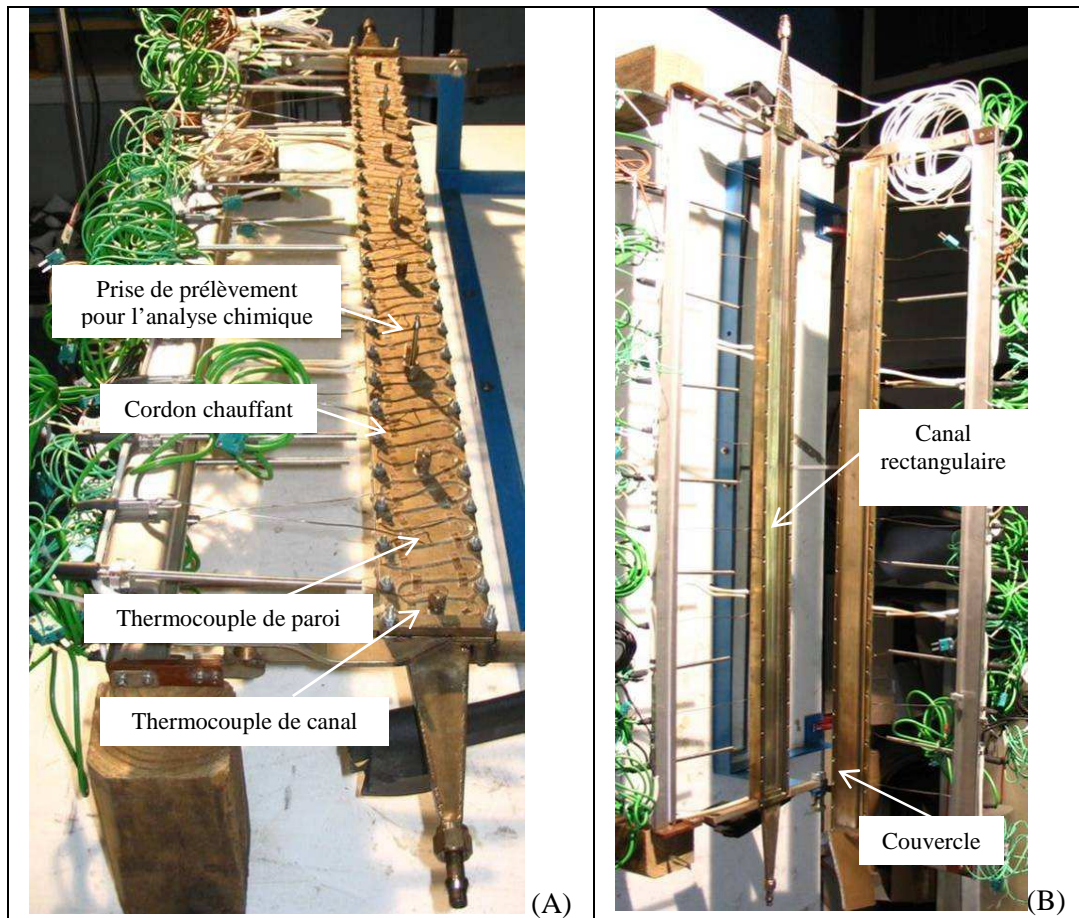 Prise de prélèvement
pour l'analyse chimique
Cordon chauffant
Thermocouple de paroi
Thermocouple de canal
(A)
Canal
rectangulaire
Couvercle
(B)